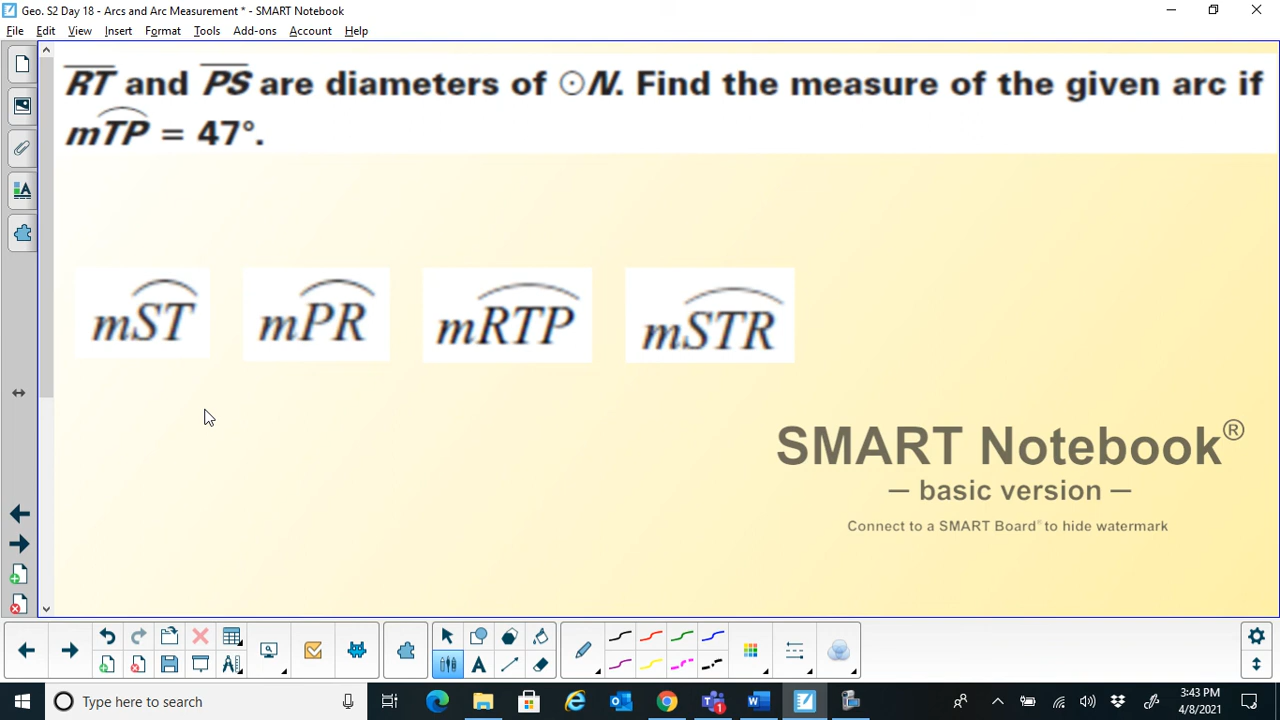 Geo. S2 Day 18 - Arcs and Arc Measurement * - SMART Notebook
File Edit View Insert Format Tools Add-ons Account Help
RT and PS are diameters of ⊙N. Find the measure of the given arc if
mTP = 47°.
mST mPR mRTP mSTR
SMART Notebook®
— basic version —
Connect to a SMART Board® to hide watermark
A
Type here to search
1
3:43 PM
4/8/2021